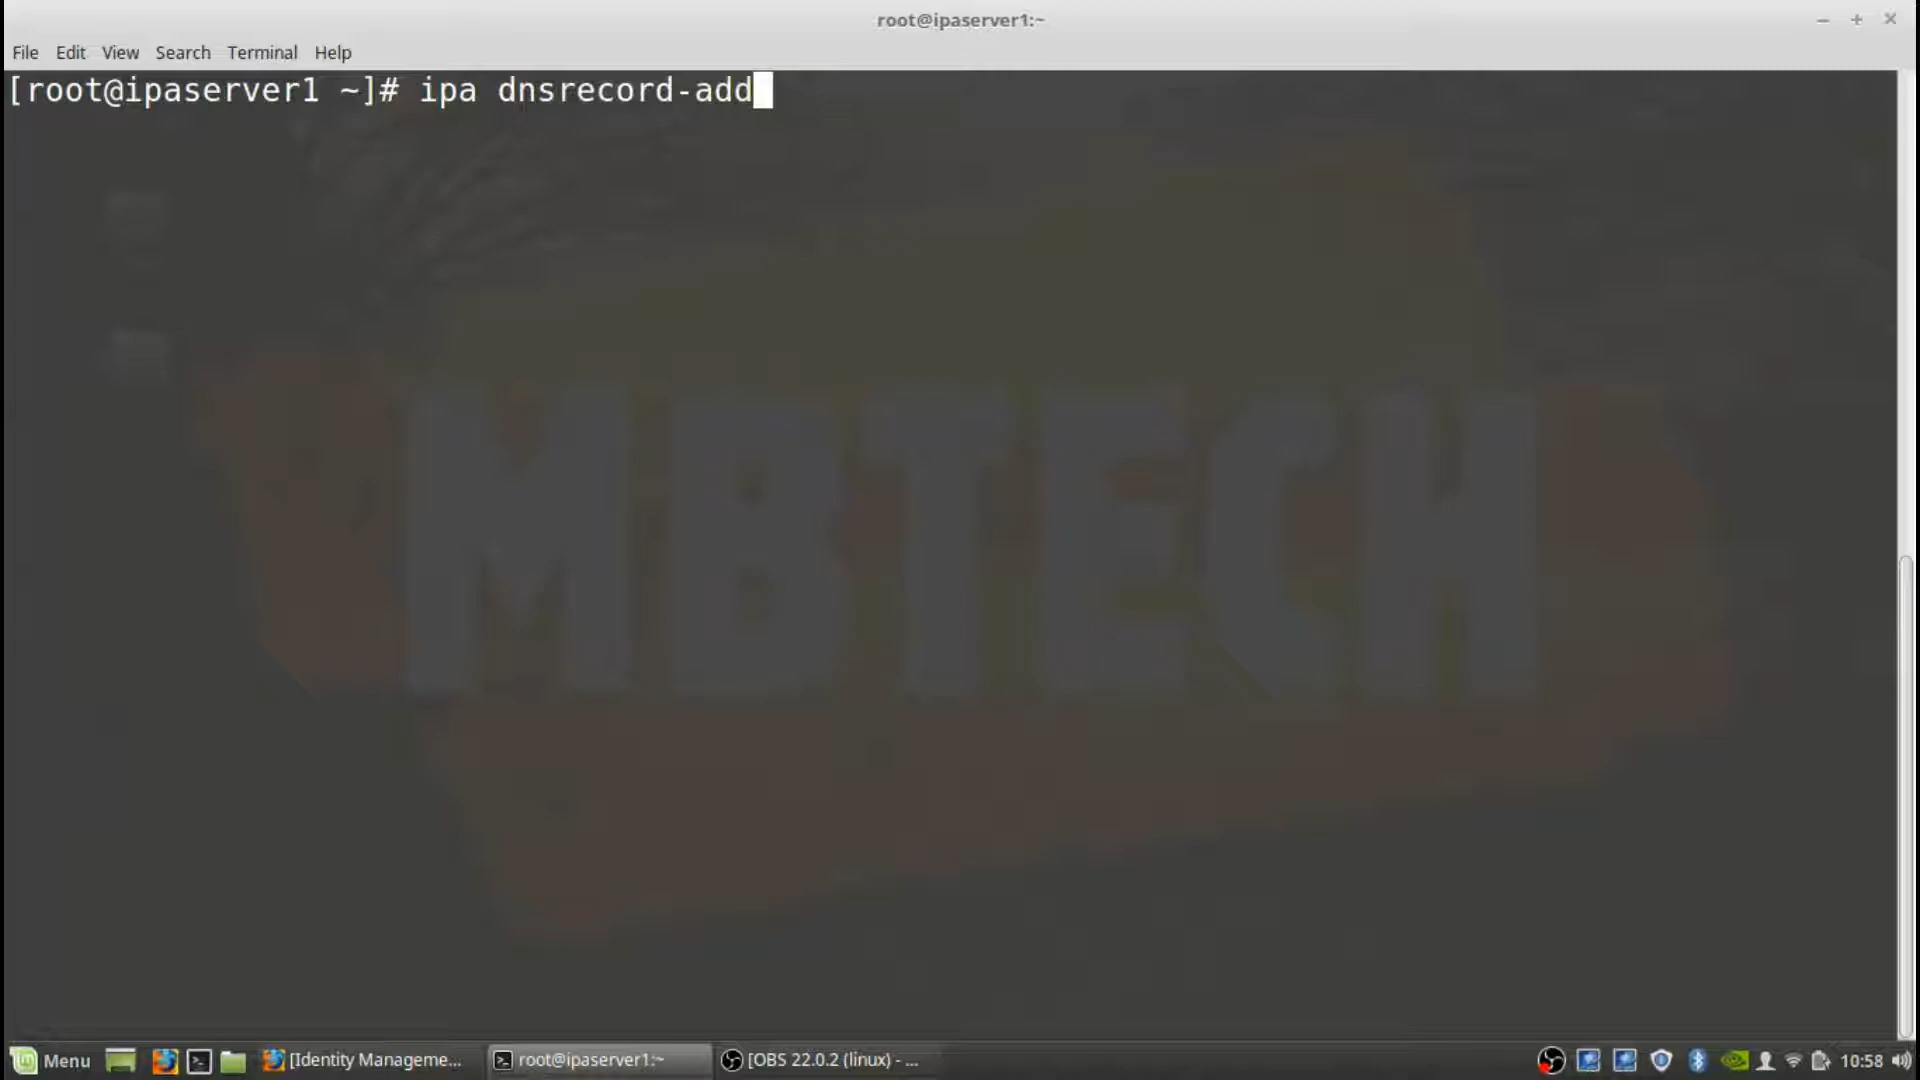 root@ipaserver1:~
File Edit View Search Terminal Help
[root@ipaserver1 ~]# ipa dnsrecord-add
MBTECH
Menu [Identity Manageme... root@ipaserver1:~ [OBS 22.0.2 (linux) - ... 10:58